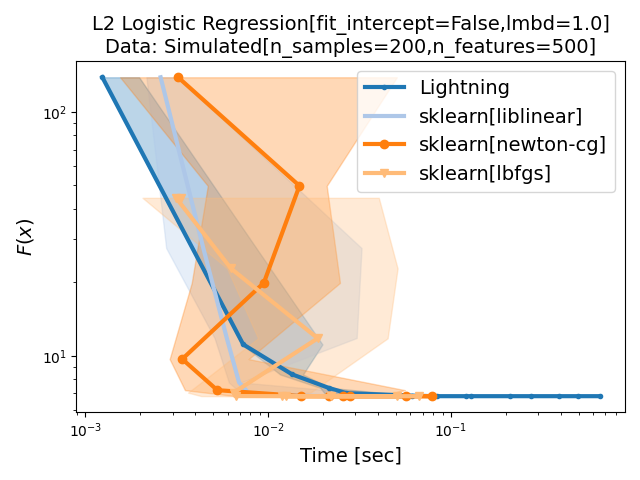 L2 Logistic Regression[fit_intercept=False,lmbd=1.0]
Data: Simulated[n_samples=200,n_features=500]
Lightning
sklearn[liblinear]
sklearn[newton-cg]
sklearn[lbfgs]
F(x)
10²
10¹
10⁻³
10⁻²
10⁻¹
Time [sec]